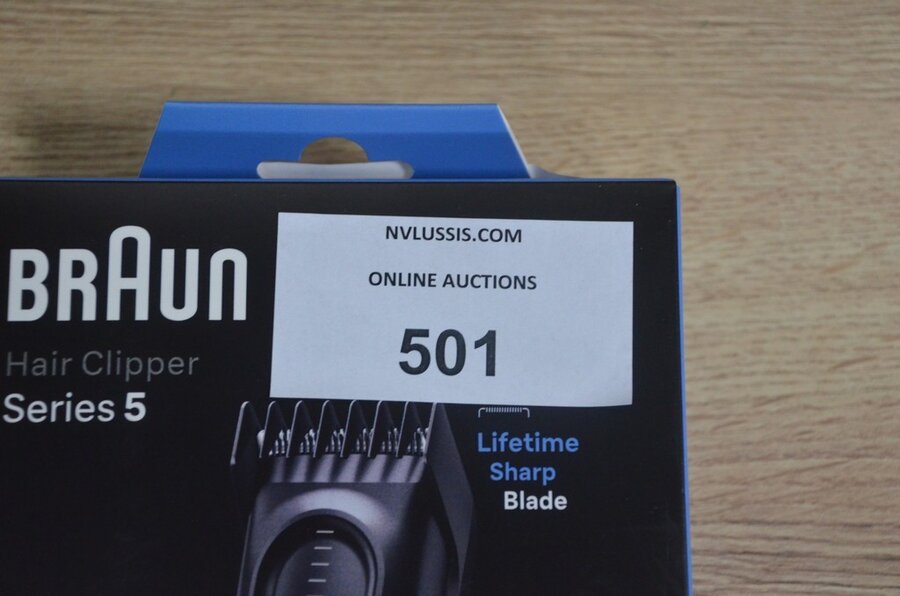 BRAUN
Hair Clipper
Series 5
NVLUSSIS.COM
ONLINE AUCTIONS
501
Lifetime
Sharp
Blade